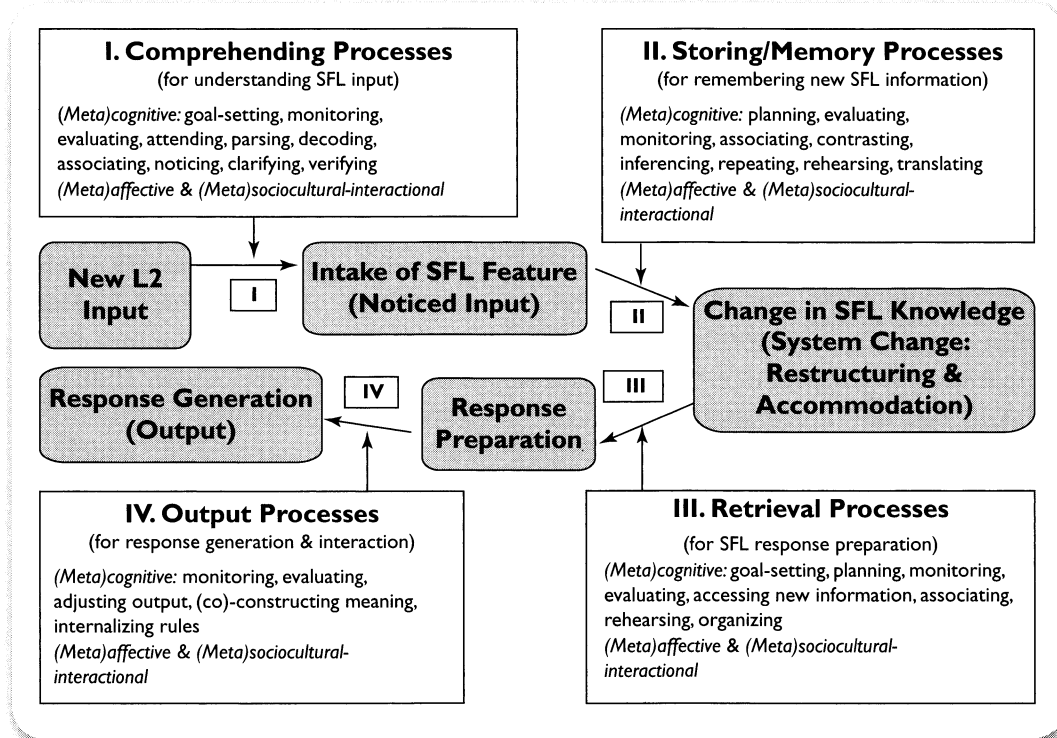 I. Comprehending Processes
(for understanding SFL input)
(Meta)cognitive: goal-setting, monitoring,
evaluating, attending, parsing, decoding,
associating, noticing, clarifying, verifying
(Meta)affective & (Meta)sociocultural-interactional
II. Storing/Memory Processes
(for remembering new SFL information)
(Meta)cognitive: planning, evaluating,
monitoring, associating, contrasting,
inferencing, repeating, rehearsing, translating
(Meta)affective & (Meta)sociocultural-
interactional
New L2
Input
I
Intake of SFL Feature
(Noticed Input)
II
Change in SFL Knowledge
(System Change:
Restructuring &
Accommodation)
III
Response
Preparation
IV
Response Generation
(Output)
IV. Output Processes
(for response generation & interaction)
(Meta)cognitive: monitoring, evaluating,
adjusting output, (co)-constructing meaning,
internalizing rules
(Meta)affective & (Meta)sociocultural-
interactional
III. Retrieval Processes
(for SFL response preparation)
(Meta)cognitive: goal-setting, planning, monitoring,
evaluating, accessing new information, associating,
rehearsing, organizing
(Meta)affective & (Meta)sociocultural-
interactional